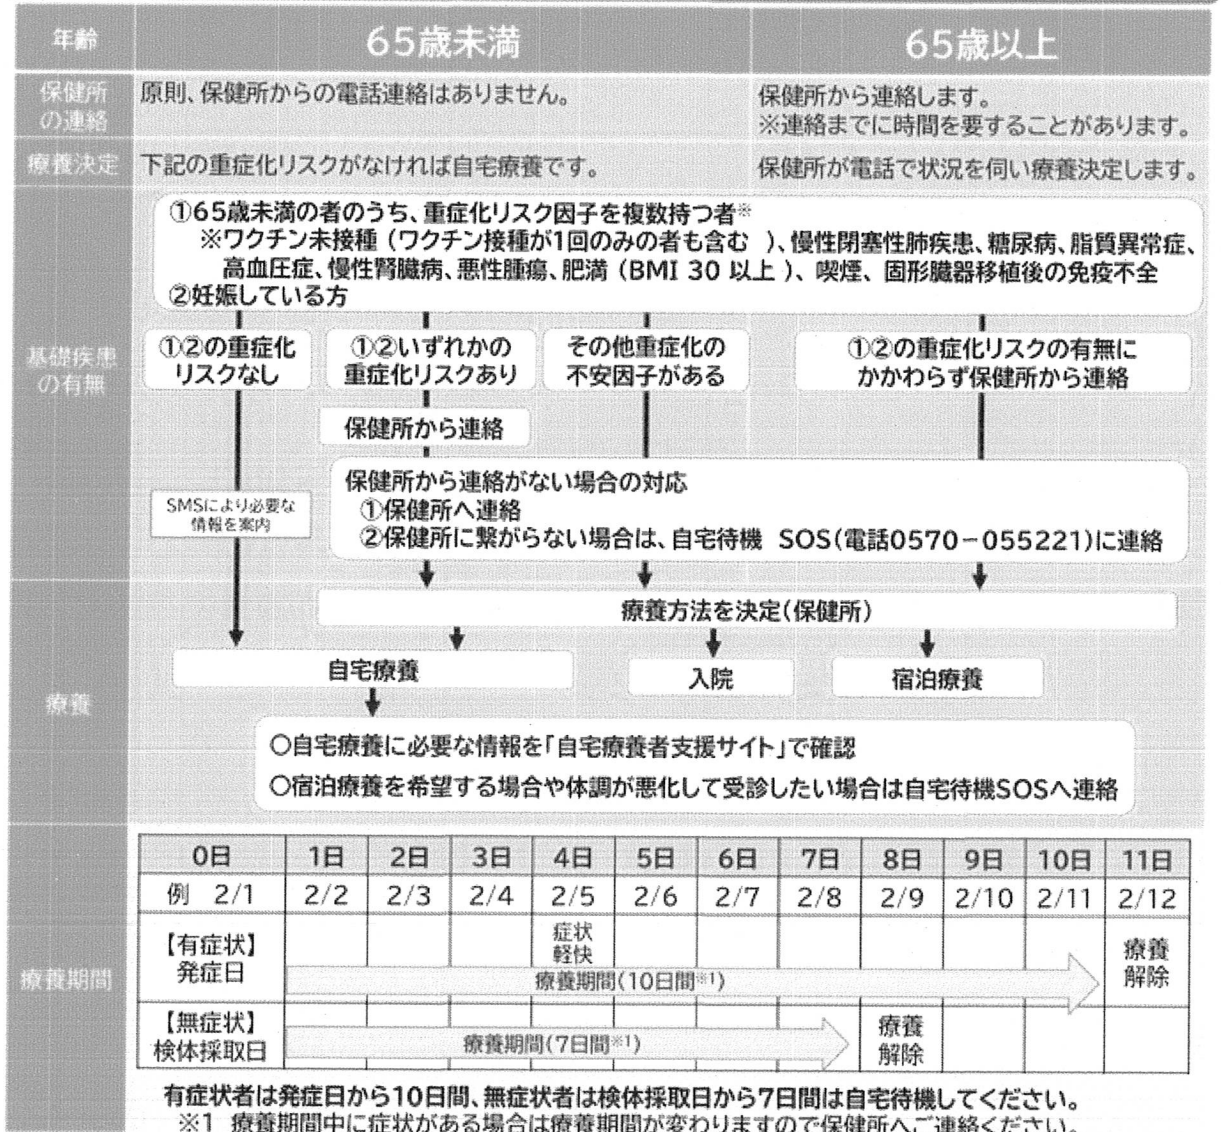 年齢
65歳未満
65歳以上
保健所
の連絡
原則、保健所からの電話連絡はありません。
保健所から連絡します。
※連絡までに時間を要することがあります。
療養決定
下記の重症化リスクがなければ自宅療養です。
保健所が電話で状況を伺い療養決定します。
基礎疾患
の有無
①65歳未満の者のうち、重症化リスク因子を複数持つ者※
※ワクチン未接種（ワクチン接種が1回のみの者も含む ）、慢性閉塞性肺疾患、糖尿病、脂質異常症、
高血圧症、慢性腎臓病、悪性腫瘍、肥満（BMI 30 以上 ）、喫煙、固形臓器移植後の免疫不全
②妊娠している方
①②の重症化
リスクなし
①②いずれかの
重症化リスクあり
その他重症化の
不安因子がある
①②の重症化リスクの有無に
かかわらず保健所から連絡
保健所から連絡
SMSにより必要な
情報を案内
保健所から連絡がない場合の対応
①保健所へ連絡
②保健所に繋がらない場合は、自宅待機 SOS(電話0570-055221)に連絡
療養方法を決定(保健所)
療養
自宅療養
入院
宿泊療養
○自宅療養に必要な情報を「自宅療養者支援サイト」で確認
○宿泊療養を希望する場合や体調が悪化して受診したい場合は自宅待機SOSへ連絡
療養期間
0日 1日 2日 3日 4日 5日 6日 7日 8日 9日 10日 11日
例 2/1 2/2 2/3 2/4 2/5 2/6 2/7 2/8 2/9 2/10 2/11 2/12
【有症状】
発症日
症状
軽快
療養期間(10日間※1)
療養
解除
【無症状】
検体採取日
療養期間(7日間※1)
療養
解除
有症状者は発症日から10日間、無症状者は検体採取日から7日間は自宅待機してください。
※1 療養期間中に症状がある場合は療養期間が変わりますので保健所へご連絡ください。